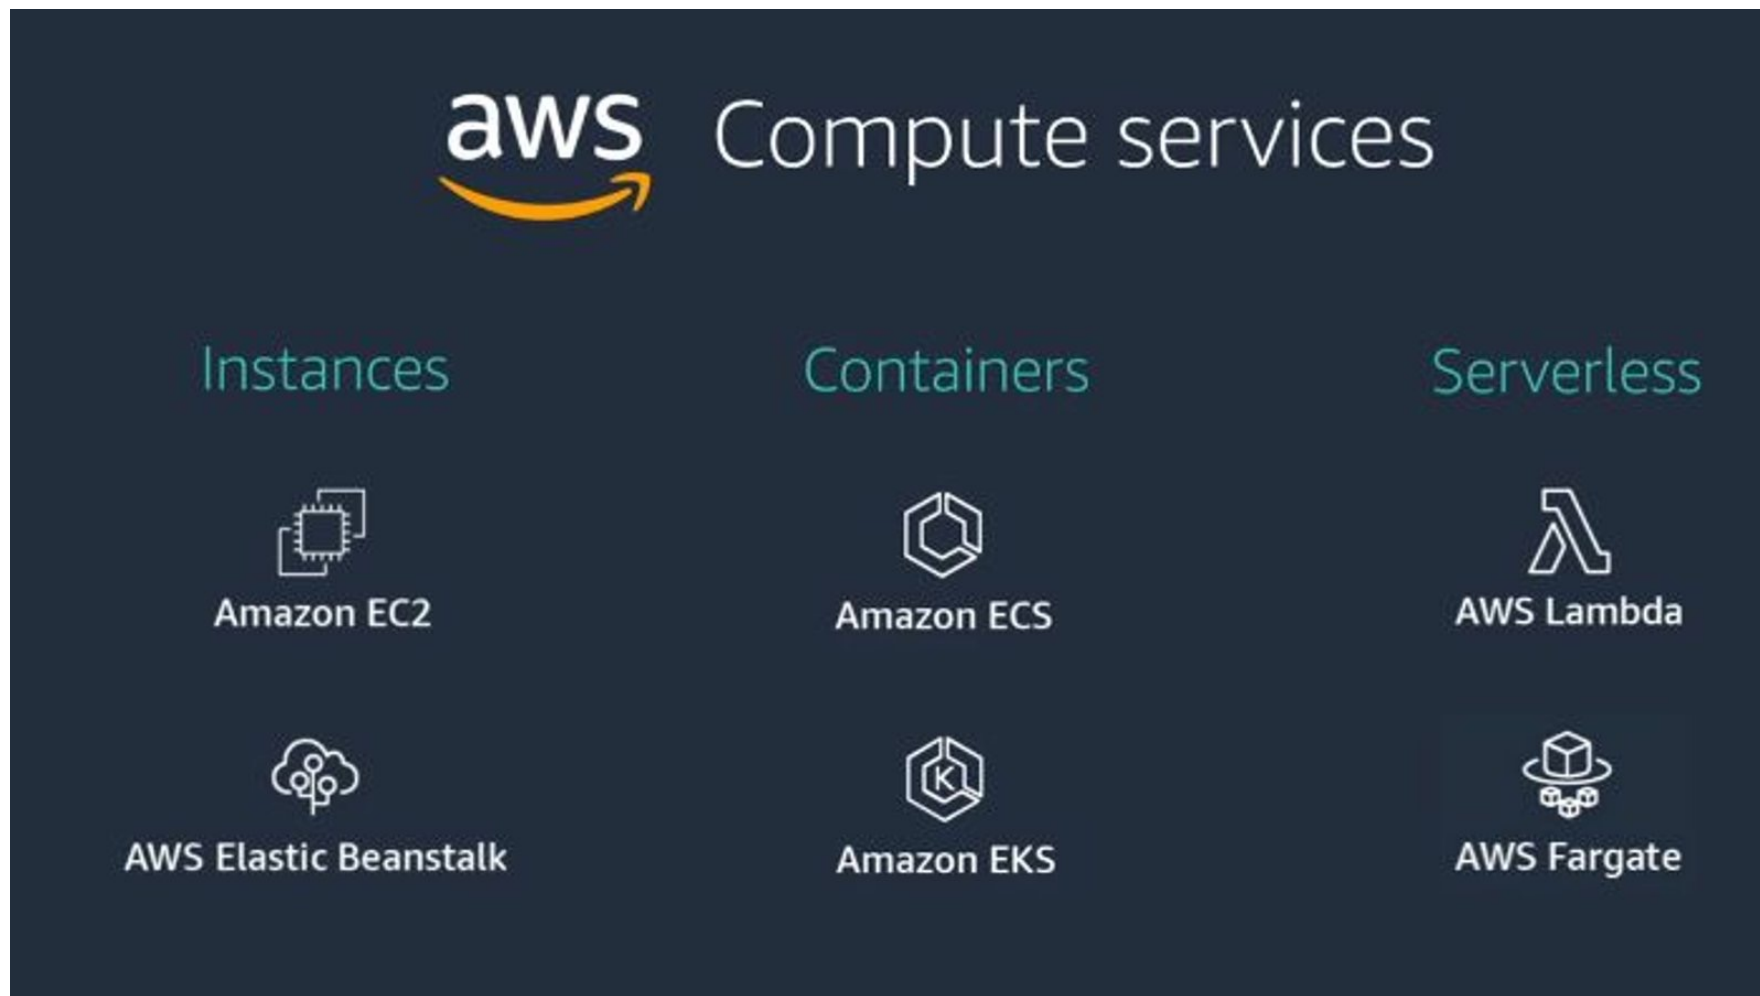 aws Compute services
Instances Containers Serverless
Amazon EC2 Amazon ECS AWS Lambda
K
AWS Elastic Beanstalk Amazon EKS AWS Fargate